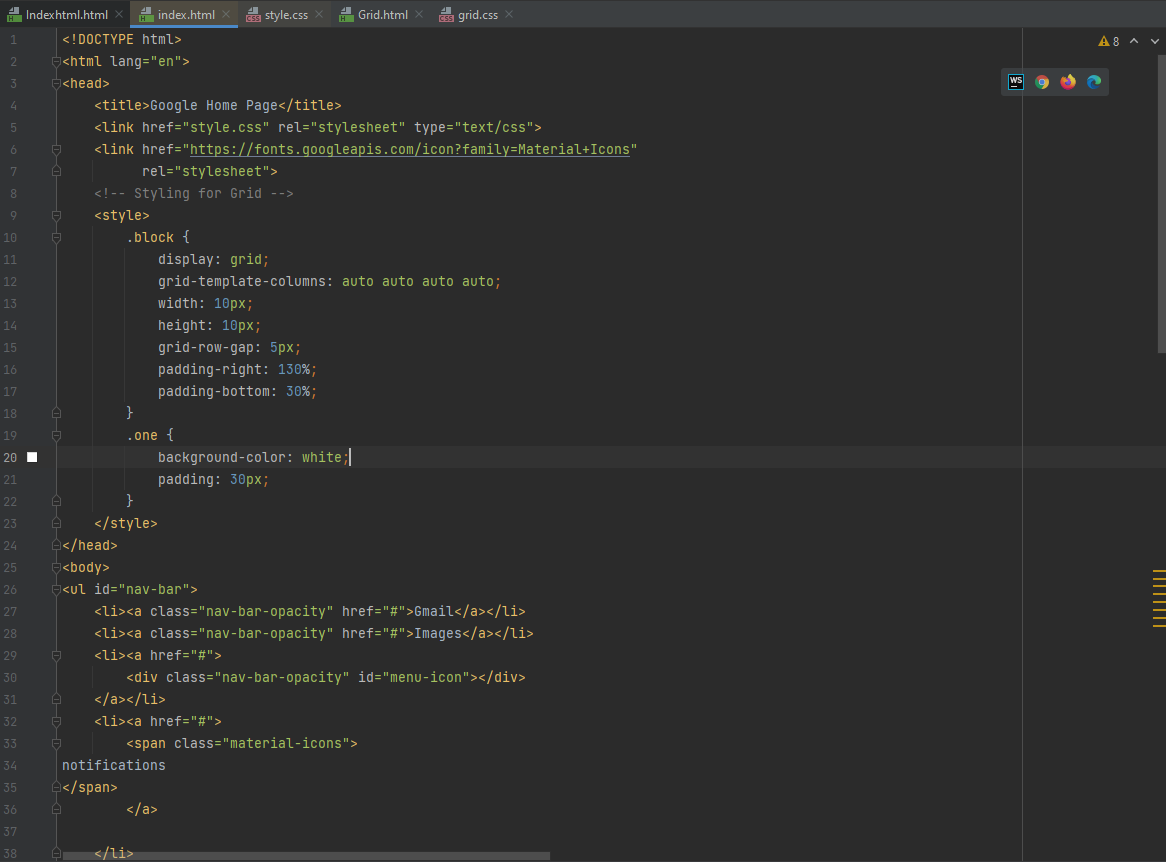 Indexhtml.html index.html style.css Grid.html grid.css
8
WS
1 <!DOCTYPE html>
2 <html lang="en">
3 <head>
4 <title>Google Home Page</title>
5 <link href="style.css" rel="stylesheet" type="text/css">
6 <link href="https://fonts.googleapis.com/icon?family=Material+Icons"
7 rel="stylesheet">
8 <!-- Styling for Grid -->
9 <style>
10 .block {
11 display: grid;
12 grid-template-columns: auto auto auto auto;
13 width: 10px;
14 height: 10px;
15 grid-row-gap: 5px;
16 padding-right: 130%;
17 padding-bottom: 30%;
18 }
19 .one {
20 background-color: white;
21 padding: 30px;
22 }
23 </style>
24 </head>
25 <body>
26 <ul id="nav-bar">
27 <li><a class="nav-bar-opacity" href="#">Gmail</a></li>
28 <li><a class="nav-bar-opacity" href="#">Images</a></li>
29 <li><a href="#">
30 <div class="nav-bar-opacity" id="menu-icon"></div>
31 </a></li>
32 <li><a href="#">
33 <span class="material-icons">
34 notifications
35 </span>
36 </a>
37
38 </li>